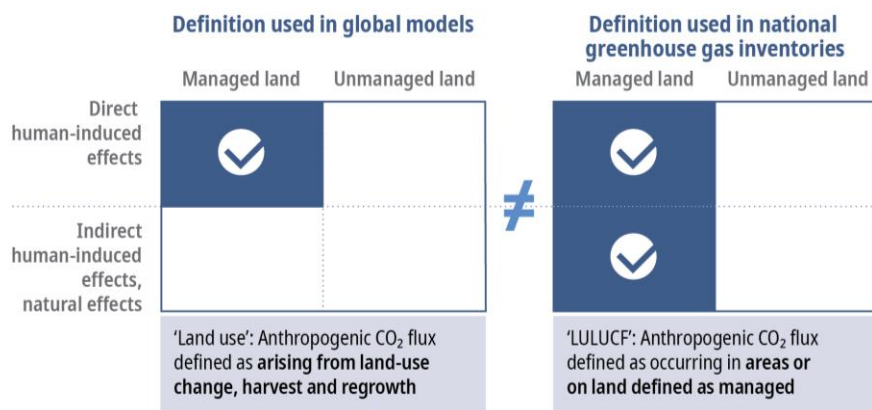 Definition used in global models
Definition used in national
greenhouse gas inventories
Managed land
Unmanaged land
Managed land
Unmanaged land
Direct
human-induced
effects
≠
Indirect
human-induced
effects,
natural effects
‘Land use’: Anthropogenic CO₂ flux
defined as arising from land-use
change, harvest and regrowth
‘LULUCF’: Anthropogenic CO₂ flux
defined as occurring in areas or
on land defined as managed